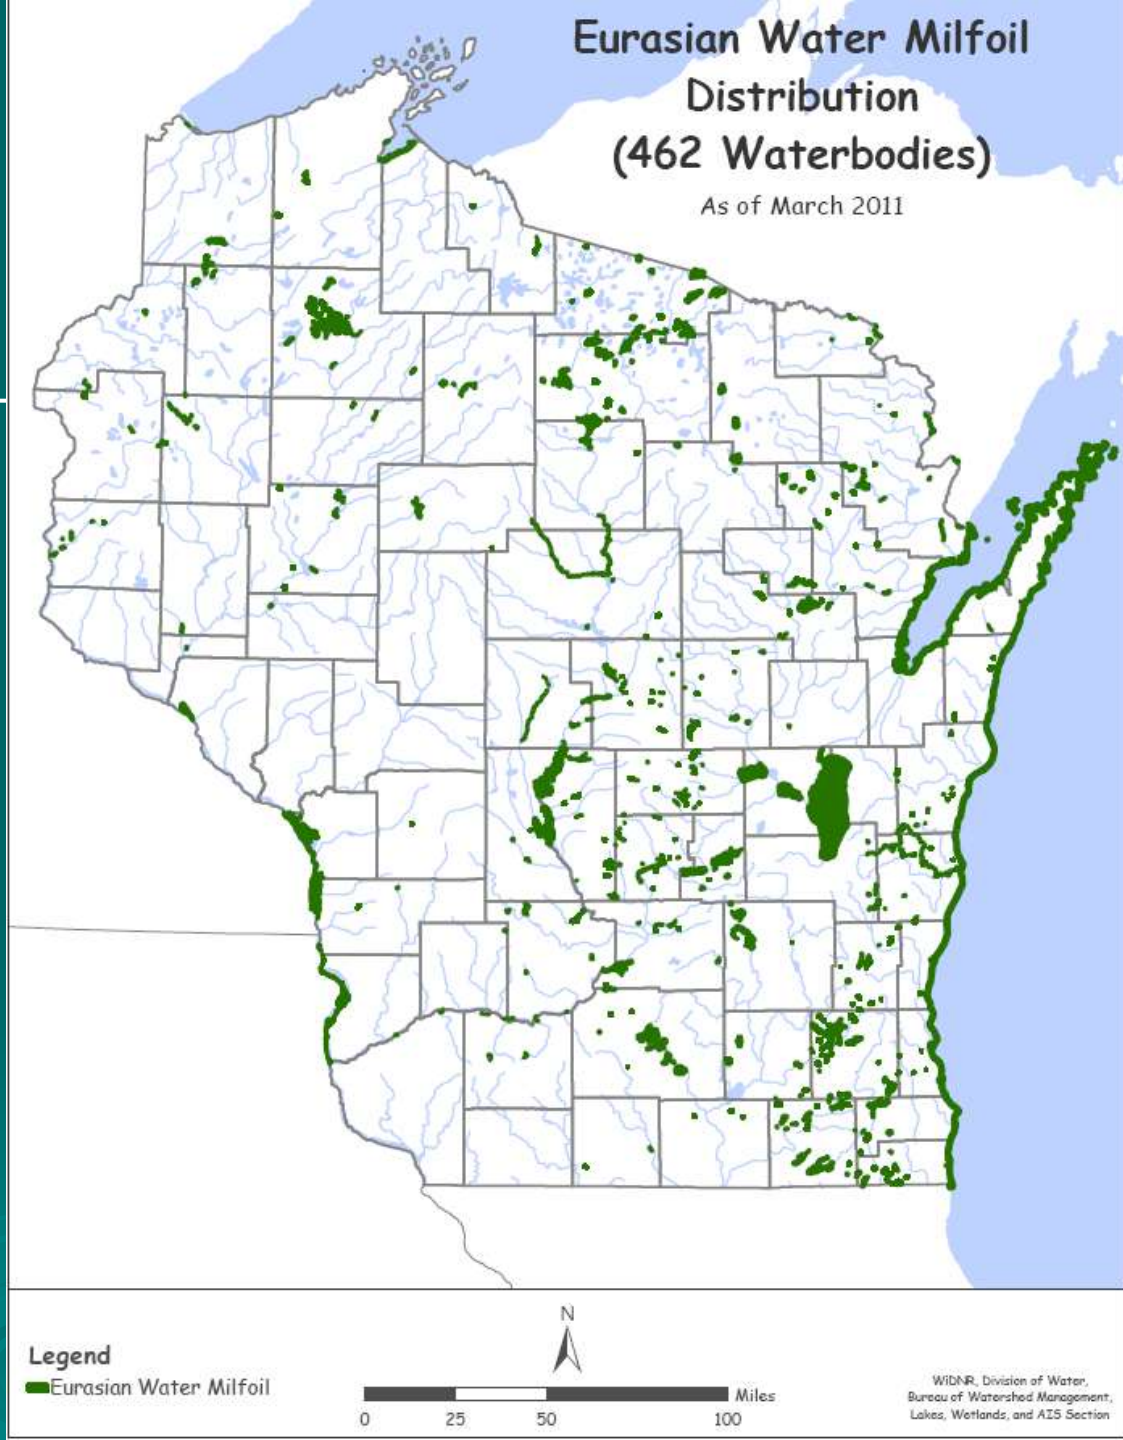 Eurasian Water Milfoil
Distribution
(462 Waterbodies)
As of March 2011
N
Legend
Eurasian Water Milfoil
Miles
0 25 50 100
WiDNR, Division of Water,
Bureau of Watershed Management,
Lakes, Wetlands, and AIS Section